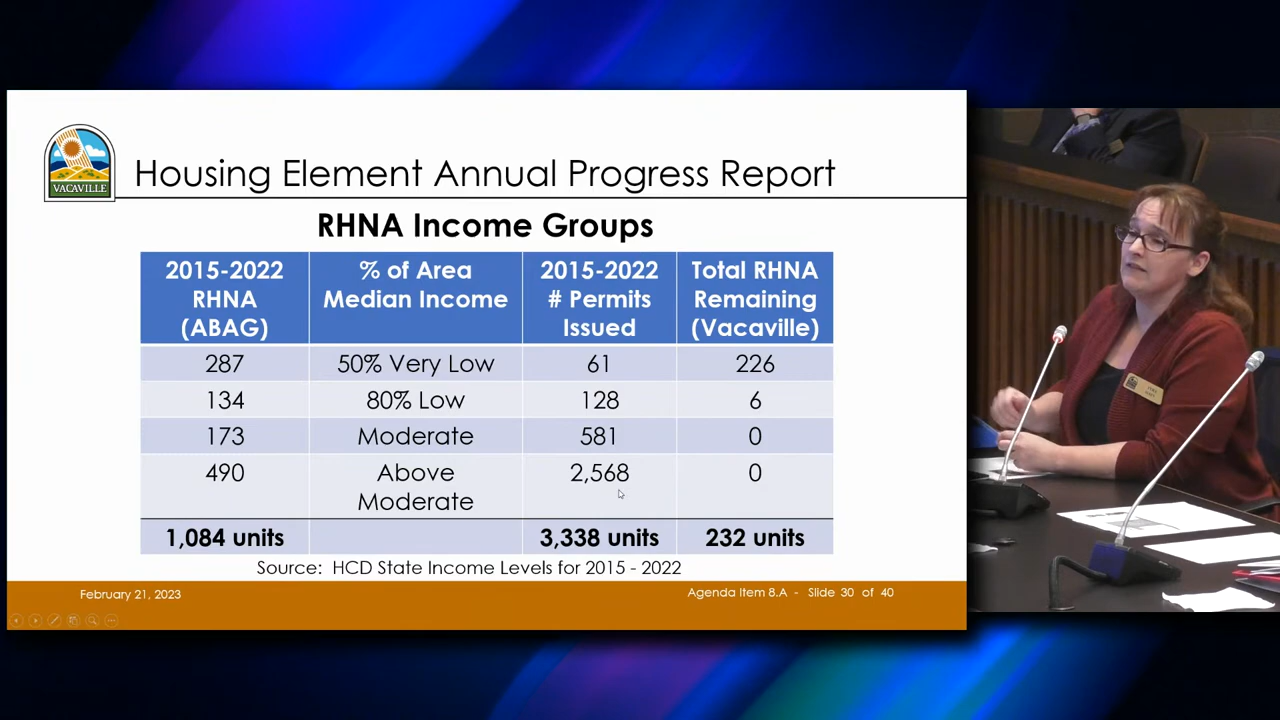 VACAVILLE
Housing Element Annual Progress Report
RHNA Income Groups
2015-2022 RHNA (ABAG) % of Area Median Income 2015-2022 # Permits Issued Total RHNA Remaining (Vacaville)
287 50% Very Low 61 226
134 80% Low 128 6
173 Moderate 581 0
490 Above Moderate 2,568 0
1,084 units 3,338 units 232 units
Source: HCD State Income Levels for 2015 - 2022
February 21, 2023
Agenda Item 8.A - Slide 30 of 40